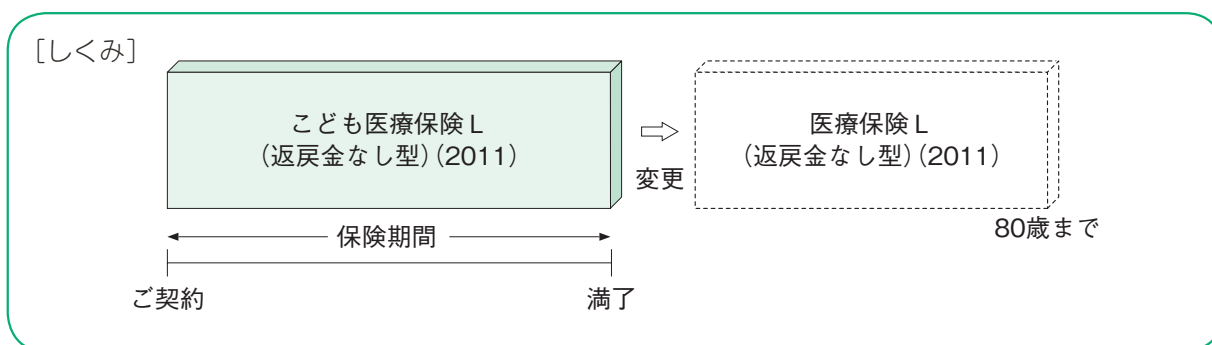 ［しくみ］
こども医療保険Ｌ
（返戻金なし型）（2011）
変更
医療保険Ｌ
（返戻金なし型）（2011）
80歳まで
保険期間
ご契約
満了